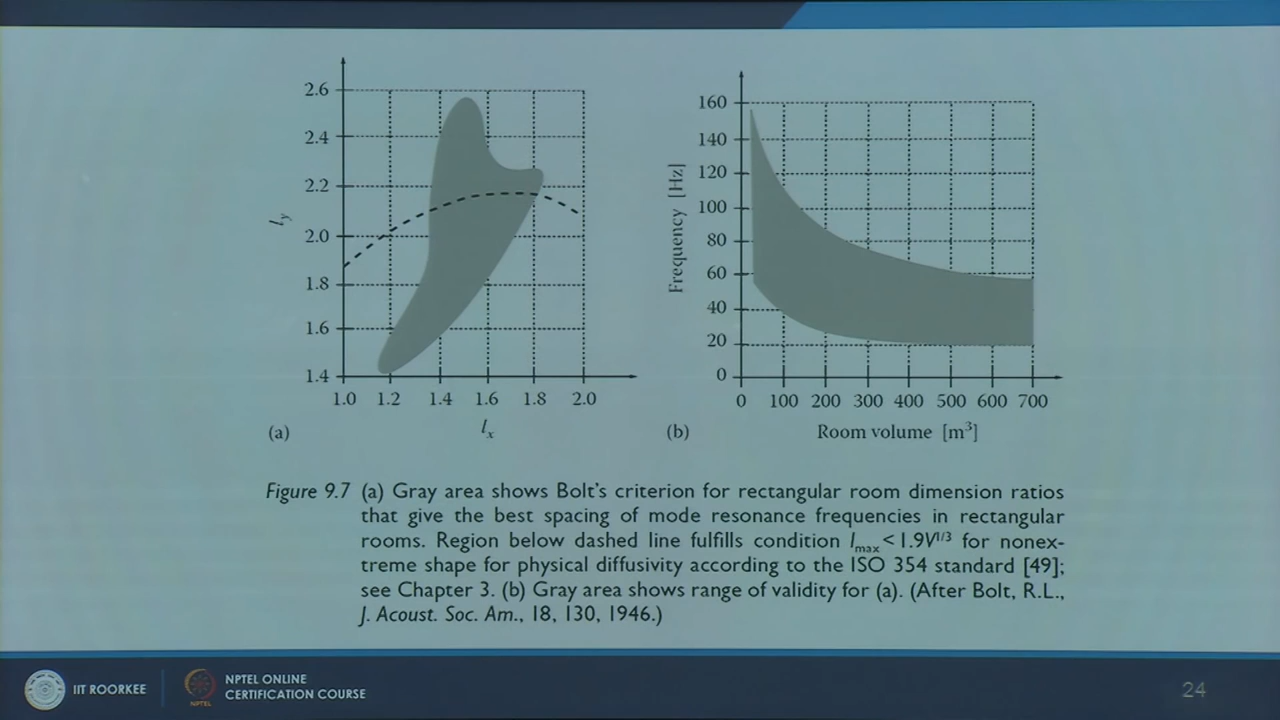 2.6
2.4
2.2
2.0
1.8
1.6
1.4
l_y
1.0 1.2 1.4 1.6 1.8 2.0
l_x
(a)
160
140
120
100
80
60
40
20
0
Frequency [Hz]
0 100 200 300 400 500 600 700
Room volume [m³]
(b)
Figure 9.7 (a) Gray area shows Bolt's criterion for rectangular room dimension ratios
that give the best spacing of mode resonance frequencies in rectangular
rooms. Region below dashed line fulfills condition l_max < 1.9V^1/3 for nonex-
treme shape for physical diffusivity according to the ISO 354 standard [49];
see Chapter 3. (b) Gray area shows range of validity for (a). (After Bolt, R.L.,
J. Acoust. Soc. Am., 18, 130, 1946.)
IIT ROORKEE
NPTEL
NPTEL ONLINE
CERTIFICATION COURSE
24